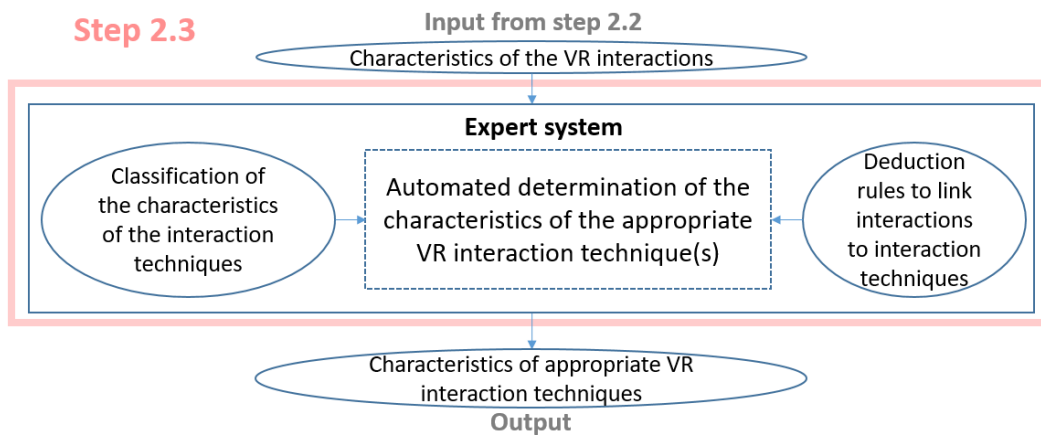 Step 2.3
Input from step 2.2
Characteristics of the VR interactions
Expert system
Classification of
the characteristics
of the interaction
techniques
Automated determination of the
characteristics of the appropriate
VR interaction technique(s)
Deduction
rules to link
interactions
to interaction
techniques
Characteristics of appropriate VR
interaction techniques
Output